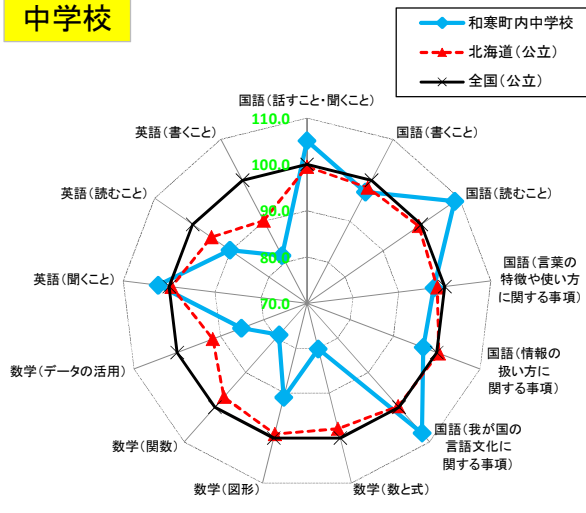 中学校
和寒町内中学校
北海道(公立)
全国(公立)
国語(話すこと・聞くこと)
国語(書くこと)
国語(読むこと)
国語(言葉の
特徴や使い方
に関する事項)
国語(情報の
扱い方に
関する事項)
国語(我が国の
言語文化に
関する事項)
数学(数と式)
数学(図形)
数学(関数)
数学(データの活用)
英語(聞くこと)
英語(読むこと)
英語(書くこと)
110.0
100.0
90.0
80.0
70.0